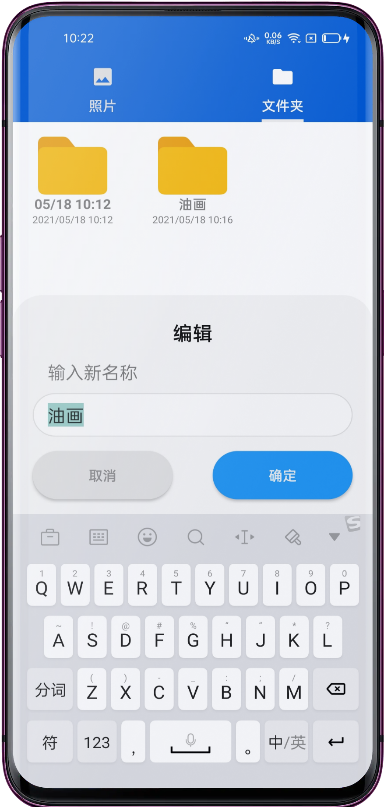 10:22 0.06 KB/S
照片 文件夹
05/18 10:12 油画
2021/05/18 10:12 2021/05/18 10:16
编辑
输入新名称
油画
取消 确定
S
1 2 3 4 5 6 7 8 9 0
Q W E R T Y U I O P
~ ! @ # % " " * ?
A S D F G H J K L
( ) - _ : ; /
分词 Z X C V B N M
符 123 , 。 中/英